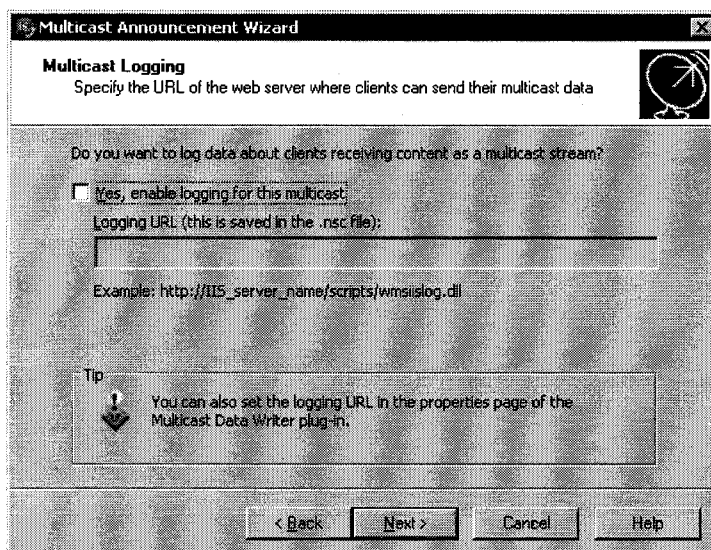 Multicast Announcement Wizard
Multicast Logging
Specify the URL of the web server where clients can send their multicast data
Do you want to log data about clients receiving content as a multicast stream?
Yes, enable logging for this multicast
Logging URL (this is saved in the .nsc file):
Example: http://IIS_server_name/scripts/wmsiislog.dll
Tip
You can also set the logging URL in the properties page of the
Multicast Data Writer plug-in.
< Back
Next >
Cancel
Help